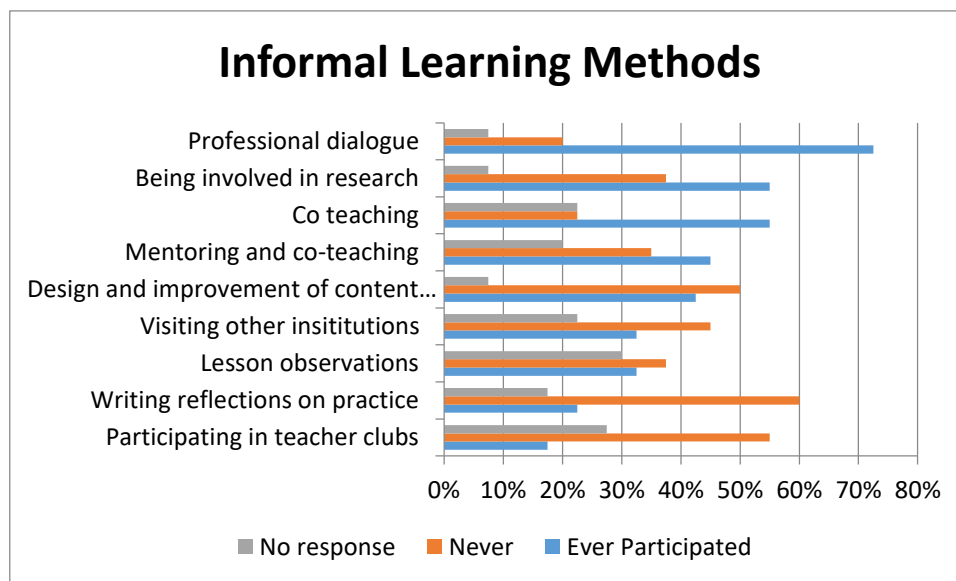 Informal Learning Methods
Professional dialogue
Being involved in research
Co teaching
Mentoring and co-teaching
Design and improvement of content...
Visiting other insititutions
Lesson observations
Writing reflections on practice
Participating in teacher clubs
0% 10% 20% 30% 40% 50% 60% 70% 80%
No response Never Ever Participated